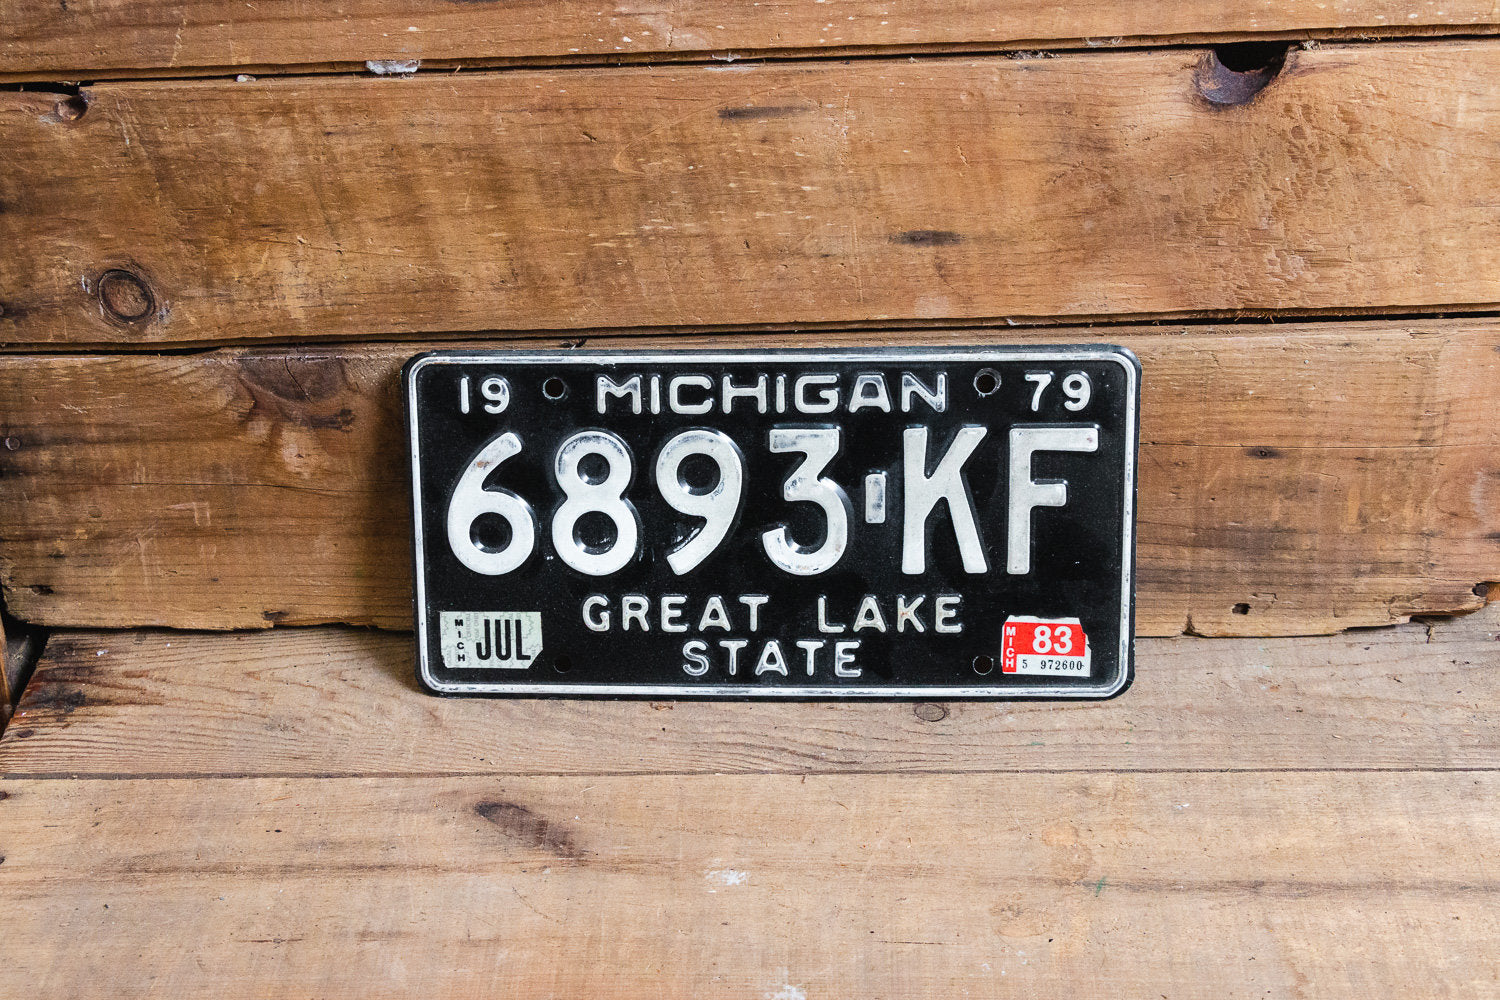 19 MICHIGAN 79
6893-KF
GREAT LAKE
STATE
MICH JUL
MICH 83
5 972600